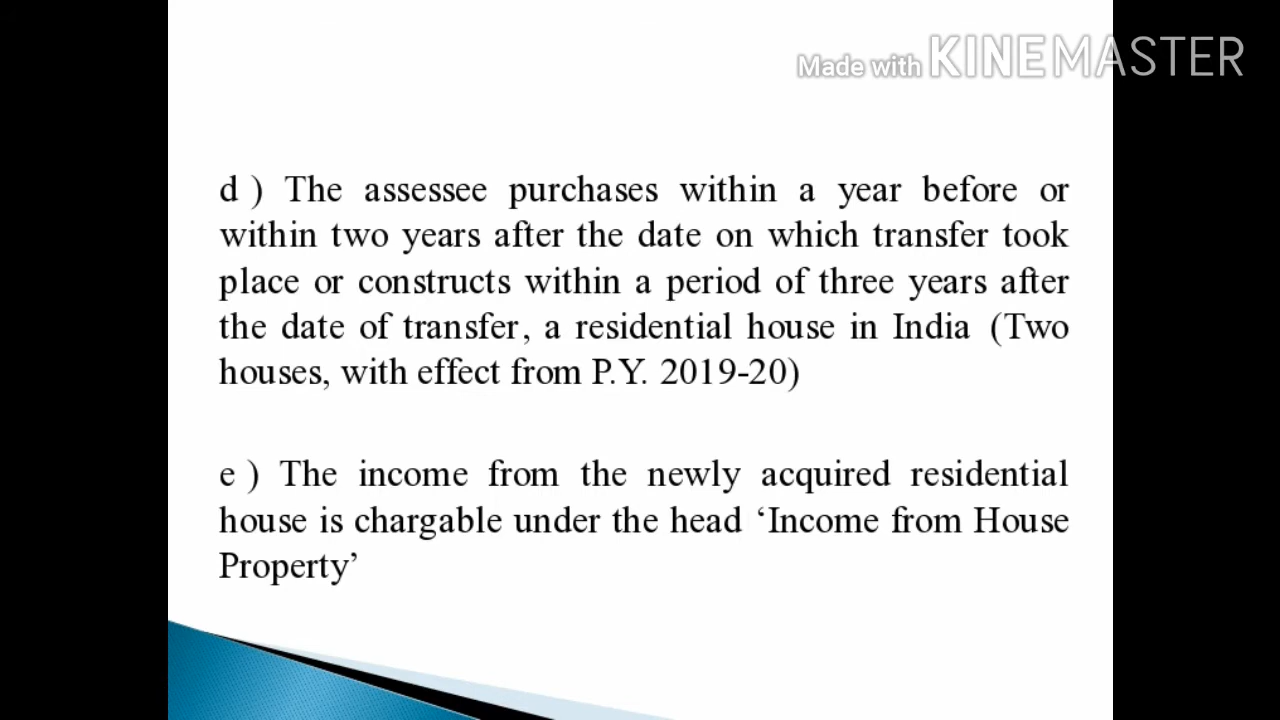 Made with KINEMASTER
d ) The assessee purchases within a year before or
within two years after the date on which transfer took
place or constructs within a period of three years after
the date of transfer, a residential house in India (Two
houses, with effect from P.Y. 2019-20)
e ) The income from the newly acquired residential
house is chargable under the head ‘Income from House
Property’